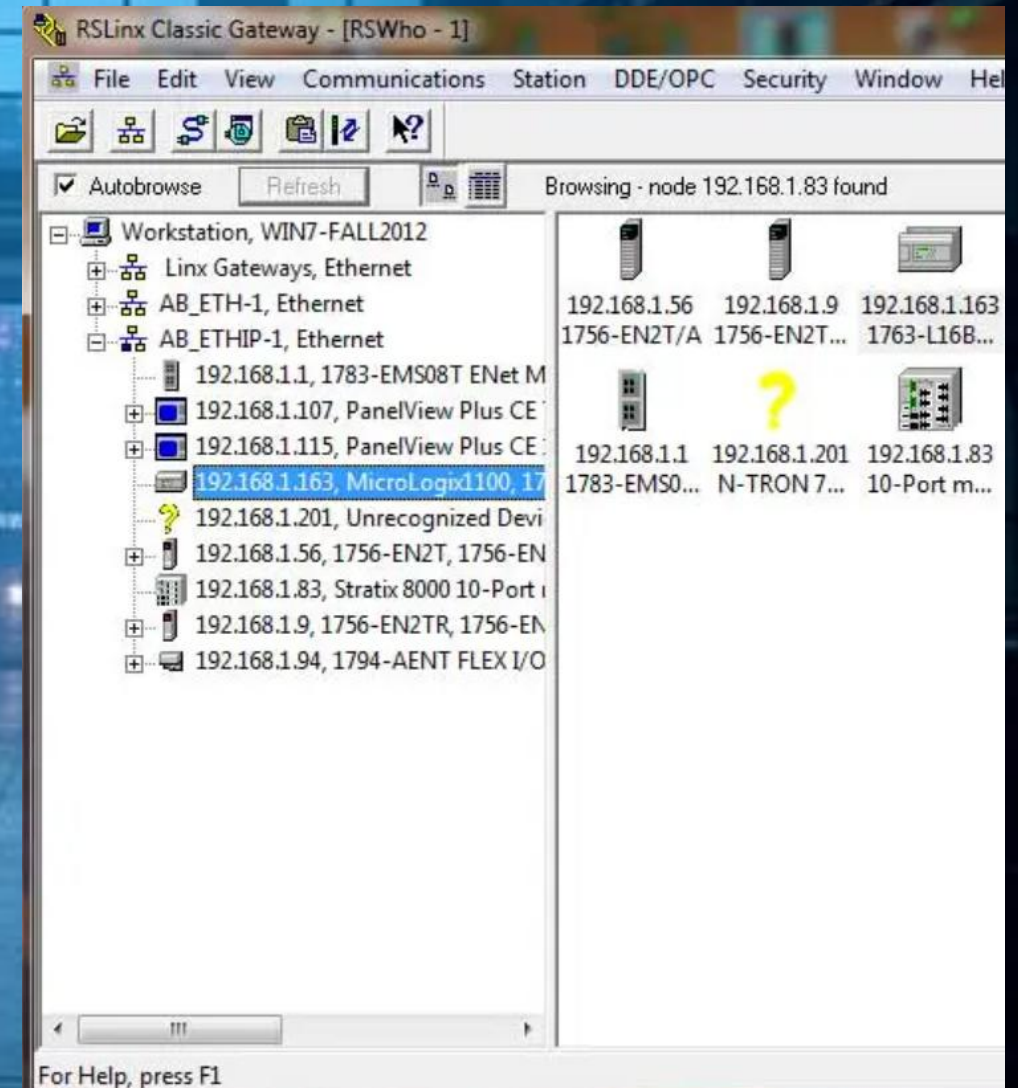 RSLinx Classic Gateway - [RSWho - 1]
File Edit View Communications Station DDE/OPC Security Window Hel
Autobrowse Refresh Browsing - node 192.168.1.83 found
Workstation, WIN7-FALL2012
Linx Gateways, Ethernet
AB_ETH-1, Ethernet
AB_ETHIP-1, Ethernet
192.168.1.1, 1783-EMS08T ENet M
192.168.1.107, PanelView Plus CE
192.168.1.115, PanelView Plus CE
192.168.1.163, MicroLogix1100, 17
192.168.1.201, Unrecognized Devi
192.168.1.56, 1756-EN2T, 1756-EN
192.168.1.83, Stratix 8000 10-Port
192.168.1.9, 1756-EN2TR, 1756-EN
192.168.1.94, 1794-AENT FLEX I/O
192.168.1.56 192.168.1.9 192.168.1.163
1756-EN2T/A 1756-EN2T... 1763-L16B...
192.168.1.1 192.168.1.201 192.168.1.83
1783-EMS0... N-TRON 7... 10-Port m...
For Help, press F1